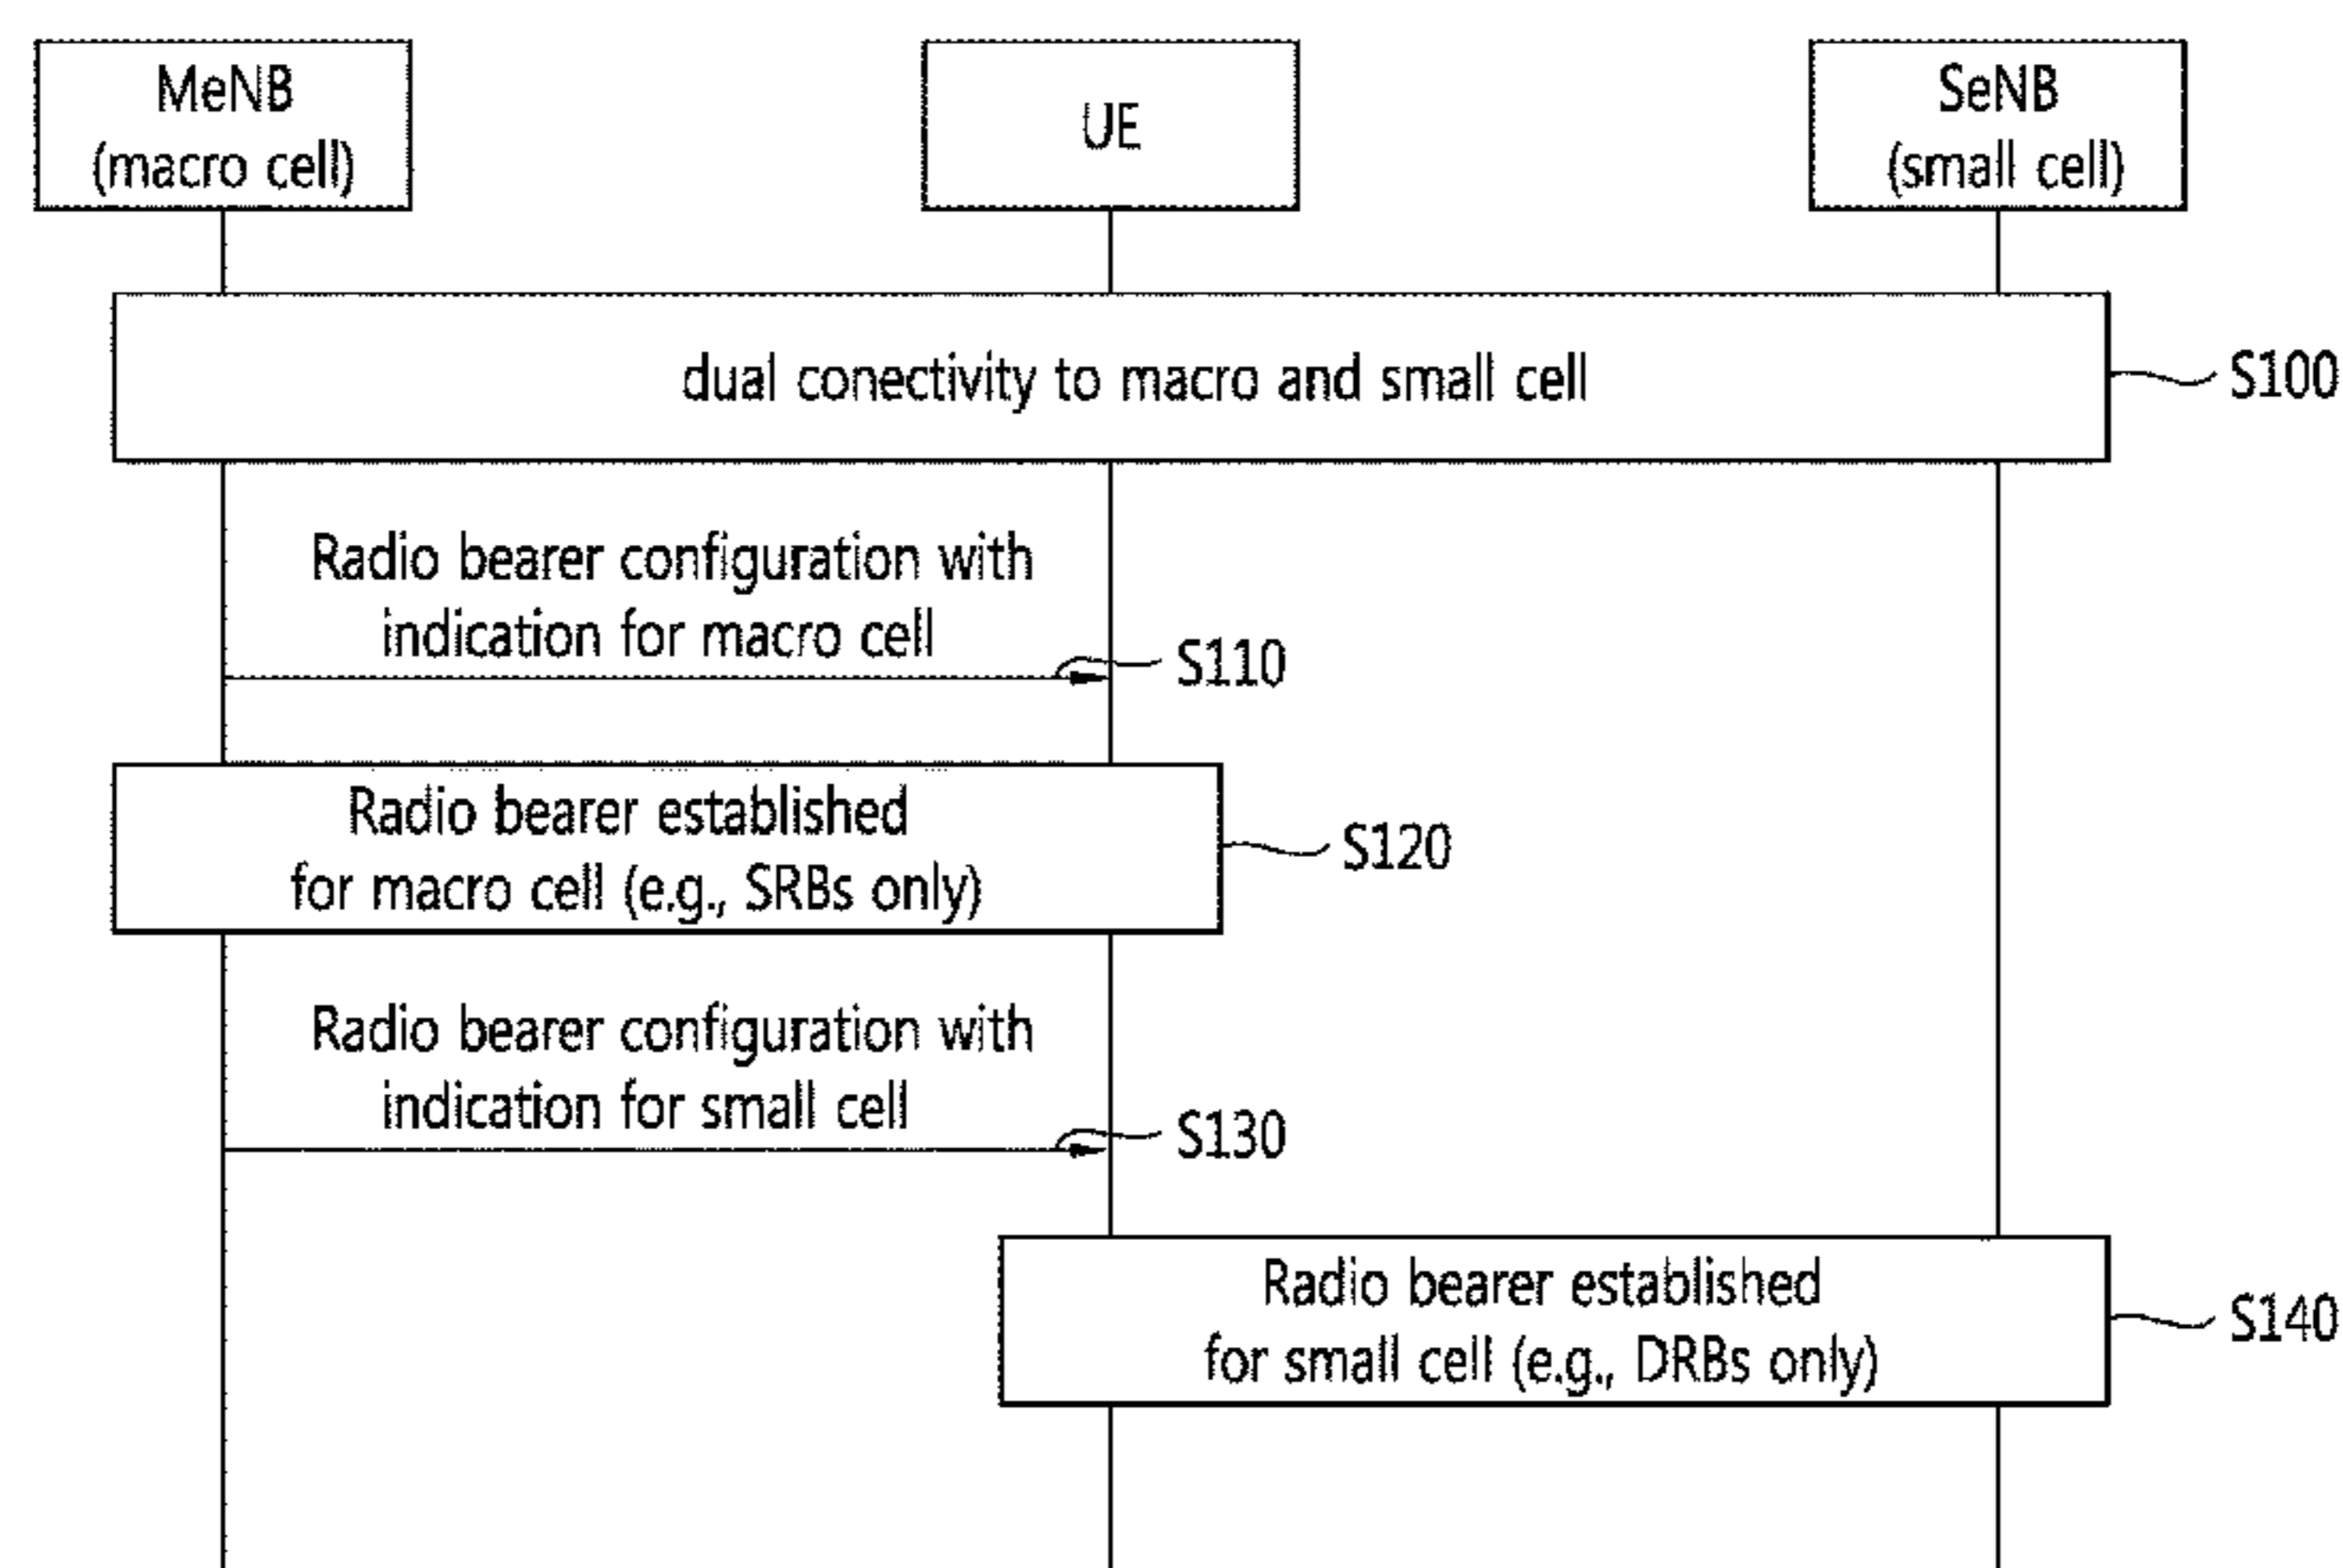 MeNB
(macro cell)
UE
SeNB
(small cell)
dual conectivity to macro and small cell
S100
Radio bearer configuration with
indication for macro cell
S110
Radio bearer established
for macro cell (e.g., SRBs only)
S120
Radio bearer configuration with
indication for small cell
S130
Radio bearer established
for small cell (e.g., DRBs only)
S140